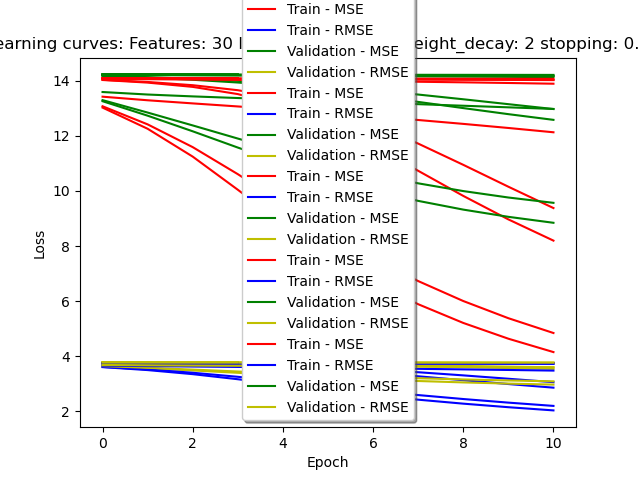 earning curves: Features: 30
eight_decay: 2 stopping: 0.
Train - MSE
Train - RMSE
Validation - MSE
Validation - RMSE
Train - MSE
Train - RMSE
Validation - MSE
Validation - RMSE
Train - MSE
Train - RMSE
Validation - MSE
Validation - RMSE
Train - MSE
Train - RMSE
Validation - MSE
Validation - RMSE
Train - MSE
Train - RMSE
Validation - MSE
Validation - RMSE
Loss
14
12
10
8
6
4
2
0 2 4 6 8 10
Epoch